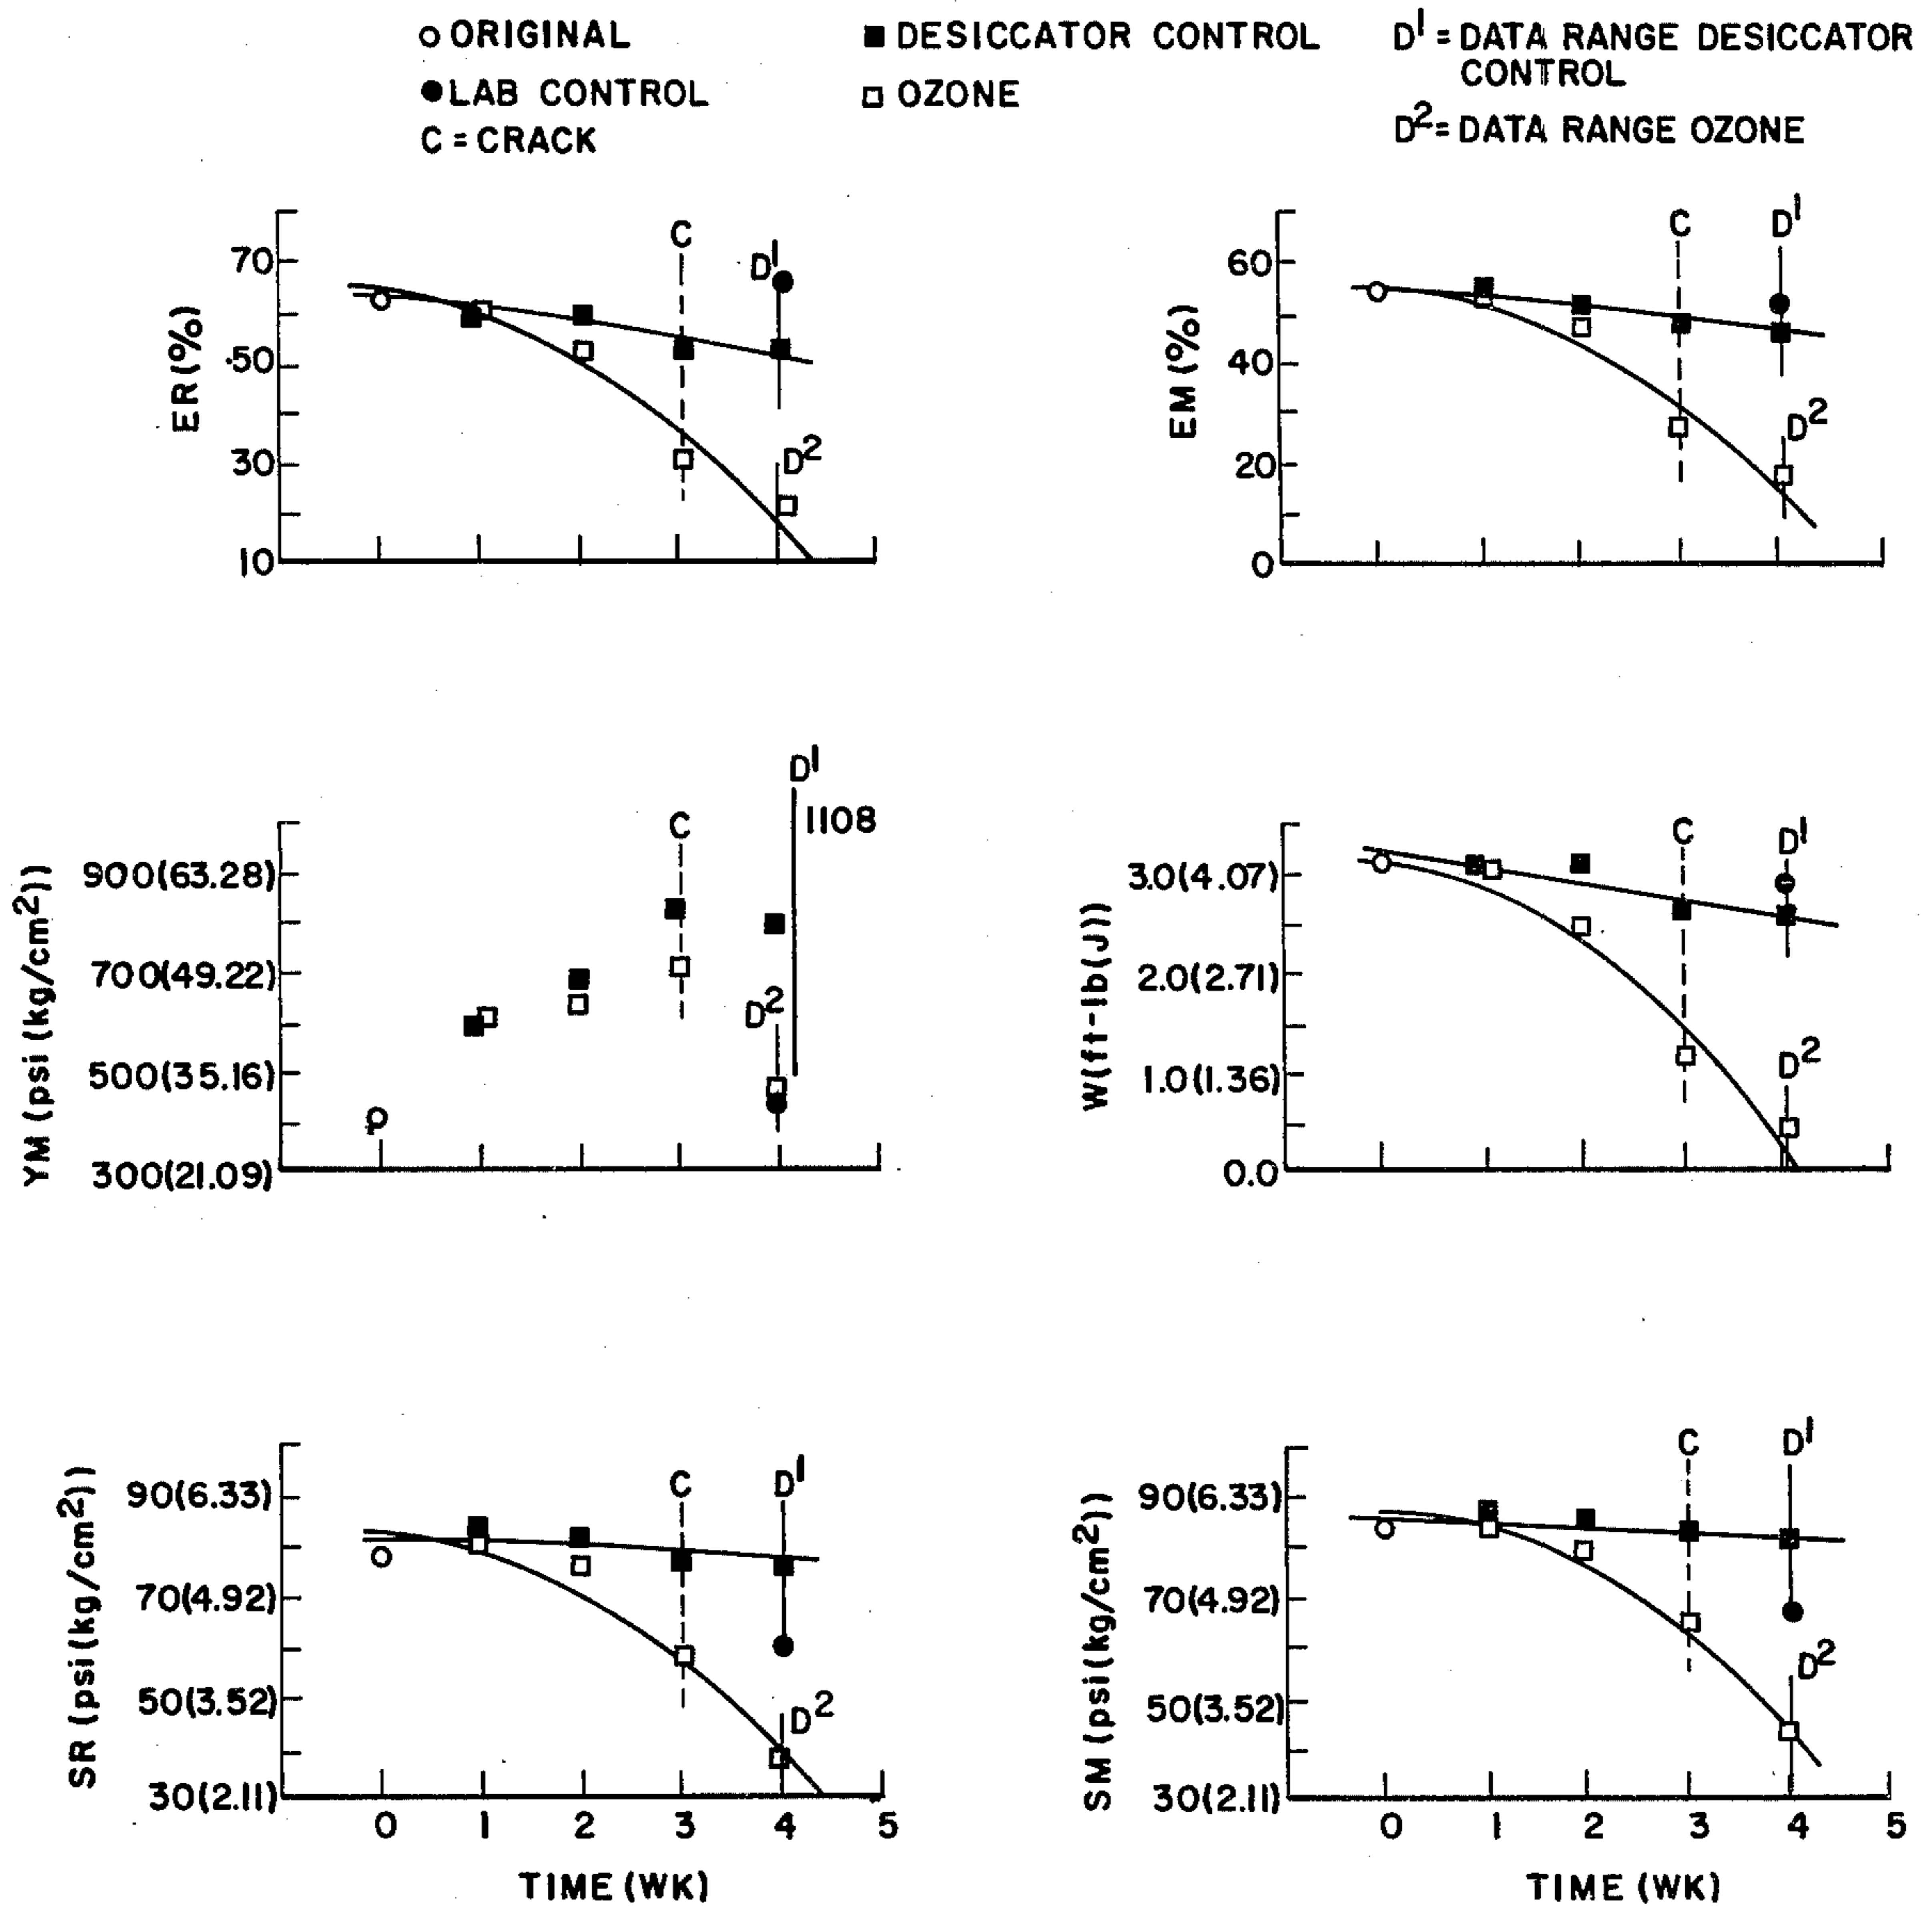 ORIGINAL
LAB CONTROL
C = CRACK
DESICCATOR CONTROL
OZONE
D1 = DATA RANGE DESICCATOR
CONTROL
D2 = DATA RANGE OZONE
ER (%)
70
50
30
10
C
D1
D2
EM (%)
60
40
20
0
C
D1
D2
YM (psi (kg/cm2))
900(63.28)
700(49.22)
500(35.16)
300(21.09)
C
D1
1108
D2
W(ft-lb(J))
3.0(4.07)
2.0(2.71)
1.0(1.36)
0.0
C
D1
D2
SR (psi(kg/cm2))
90(6.33)
70(4.92)
50(3.52)
30(2.11)
C
D1
D2
0 1 2 3 4 5
TIME (WK)
SM (psi(kg/cm2))
90(6.33)
70(4.92)
50(3.52)
30(2.11)
C
D1
D2
0 1 2 3 4 5
TIME (WK)